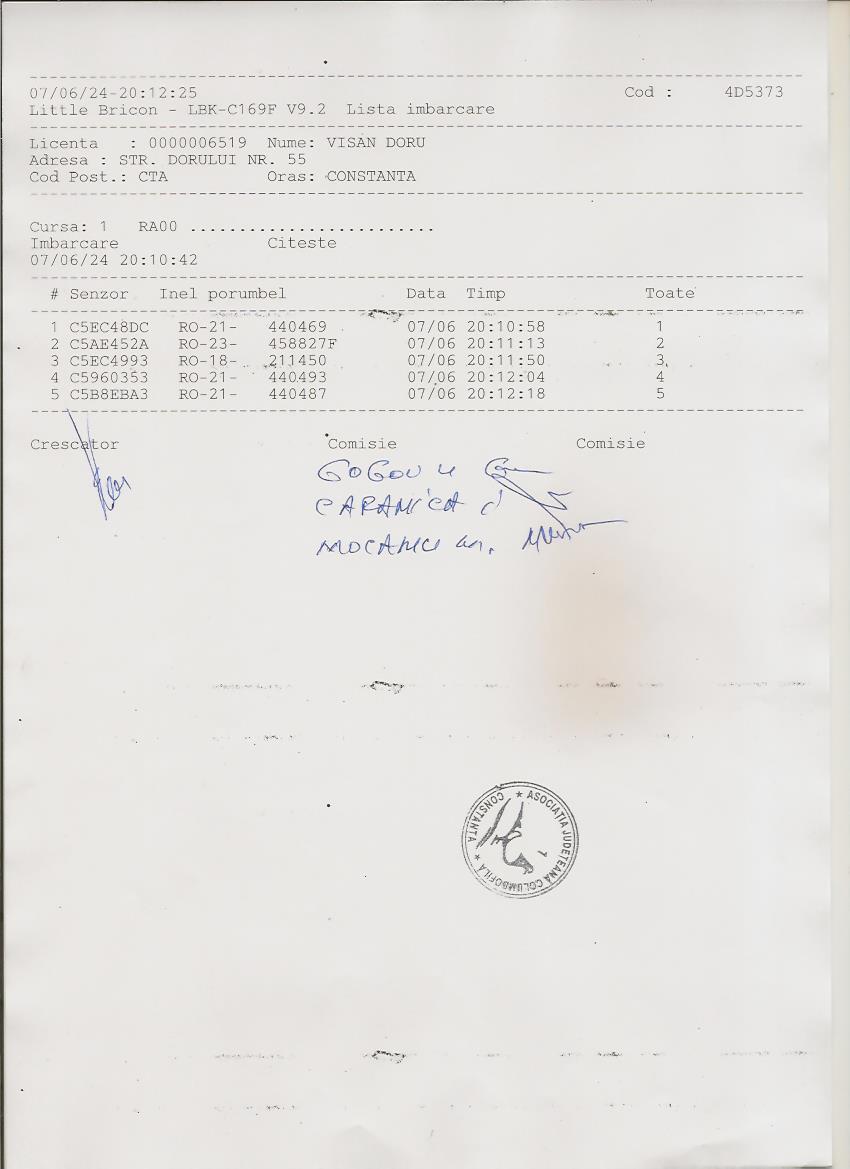 07/06/24-20:12:25 Cod : 4D5373
Little Bricon - LBK-C169F V9.2 Lista imbarcare
Licenta : 0000006519 Nume: VISAN DORU
Adresa : STR. DORULUI NR. 55
Cod Post.: CTA Oras: CONSTANTA
Cursa: 1 RA00 .........................
Imbarcare Citeste
07/06/24 20:10:42
# Senzor Inel porumbel Data Timp Toate
1 C5EC48DC RO-21- 440469 07/06 20:10:58 1
2 C5AE452A RO-23- 458827F 07/06 20:11:13 2
3 C5EC4993 RO-18- 211450 07/06 20:11:50 3
4 C5960353 RO-21- 440493 07/06 20:12:04 4
5 C5B8EBA3 RO-21- 440487 07/06 20:12:18 5
Crescator Comisie Comisie
GOGOU
MOCANU
ASOCIATIA JUDETEANĂ COLUMBOFILA * CONSTANTA *
1